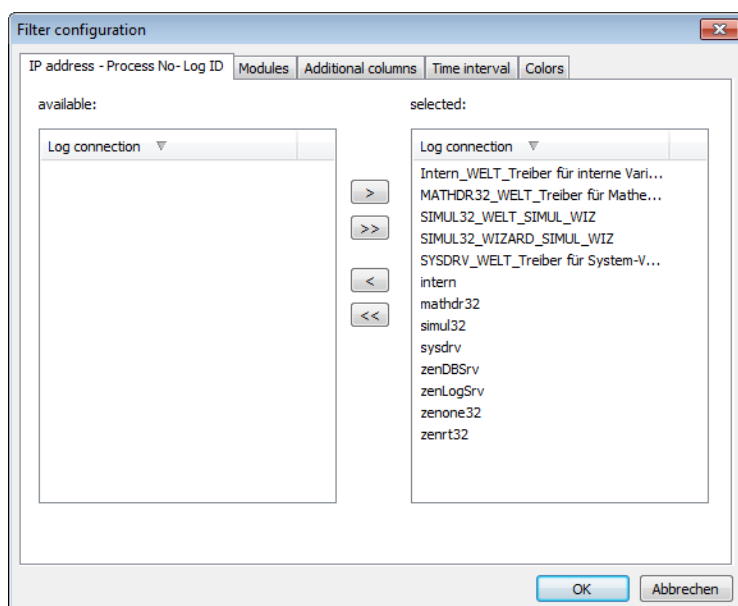 Filter configuration
IP address - Process No- Log ID
Modules
Additional columns
Time interval
Colors
available:
selected:
Log connection
Log connection
Intern_WELT_Treiber für interne Vari...
MATHDR32_WELT_Treiber für Mathe...
SIMUL32_WELT_SIMUL_WIZ
SIMUL32_WIZARD_SIMUL_WIZ
SYSDRV_WELT_Treiber für System-V...
intern
mathdr32
simul32
sysdrv
zenDBSrv
zenLogSrv
zenone32
zenrt32
>
>>
<
<<
OK
Abbrechen